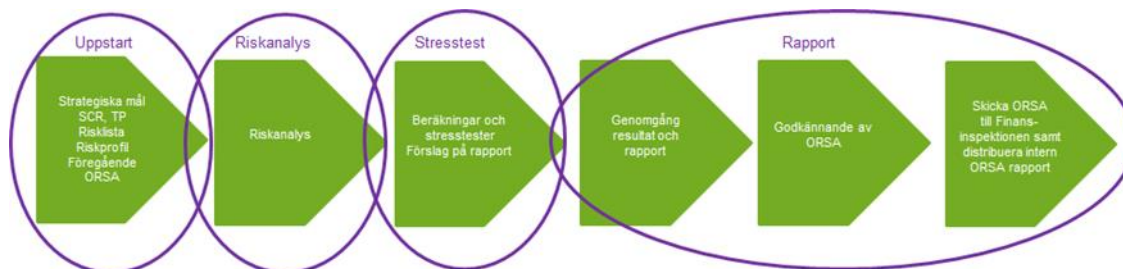 Uppstart
Strategiska mål
SCR, TP
Risklista
Riskprofil
Föregående
ORSA
Riskanalys
Riskanalys
Stresstest
Beräkningar och
stresstester
Förslag på rapport
Rapport
Genomgång
resultat och
rapport
Godkännande av
ORSA
Skicka ORSA
till Finans-
inspektionen samt
distribuera intern
ORSA rapport